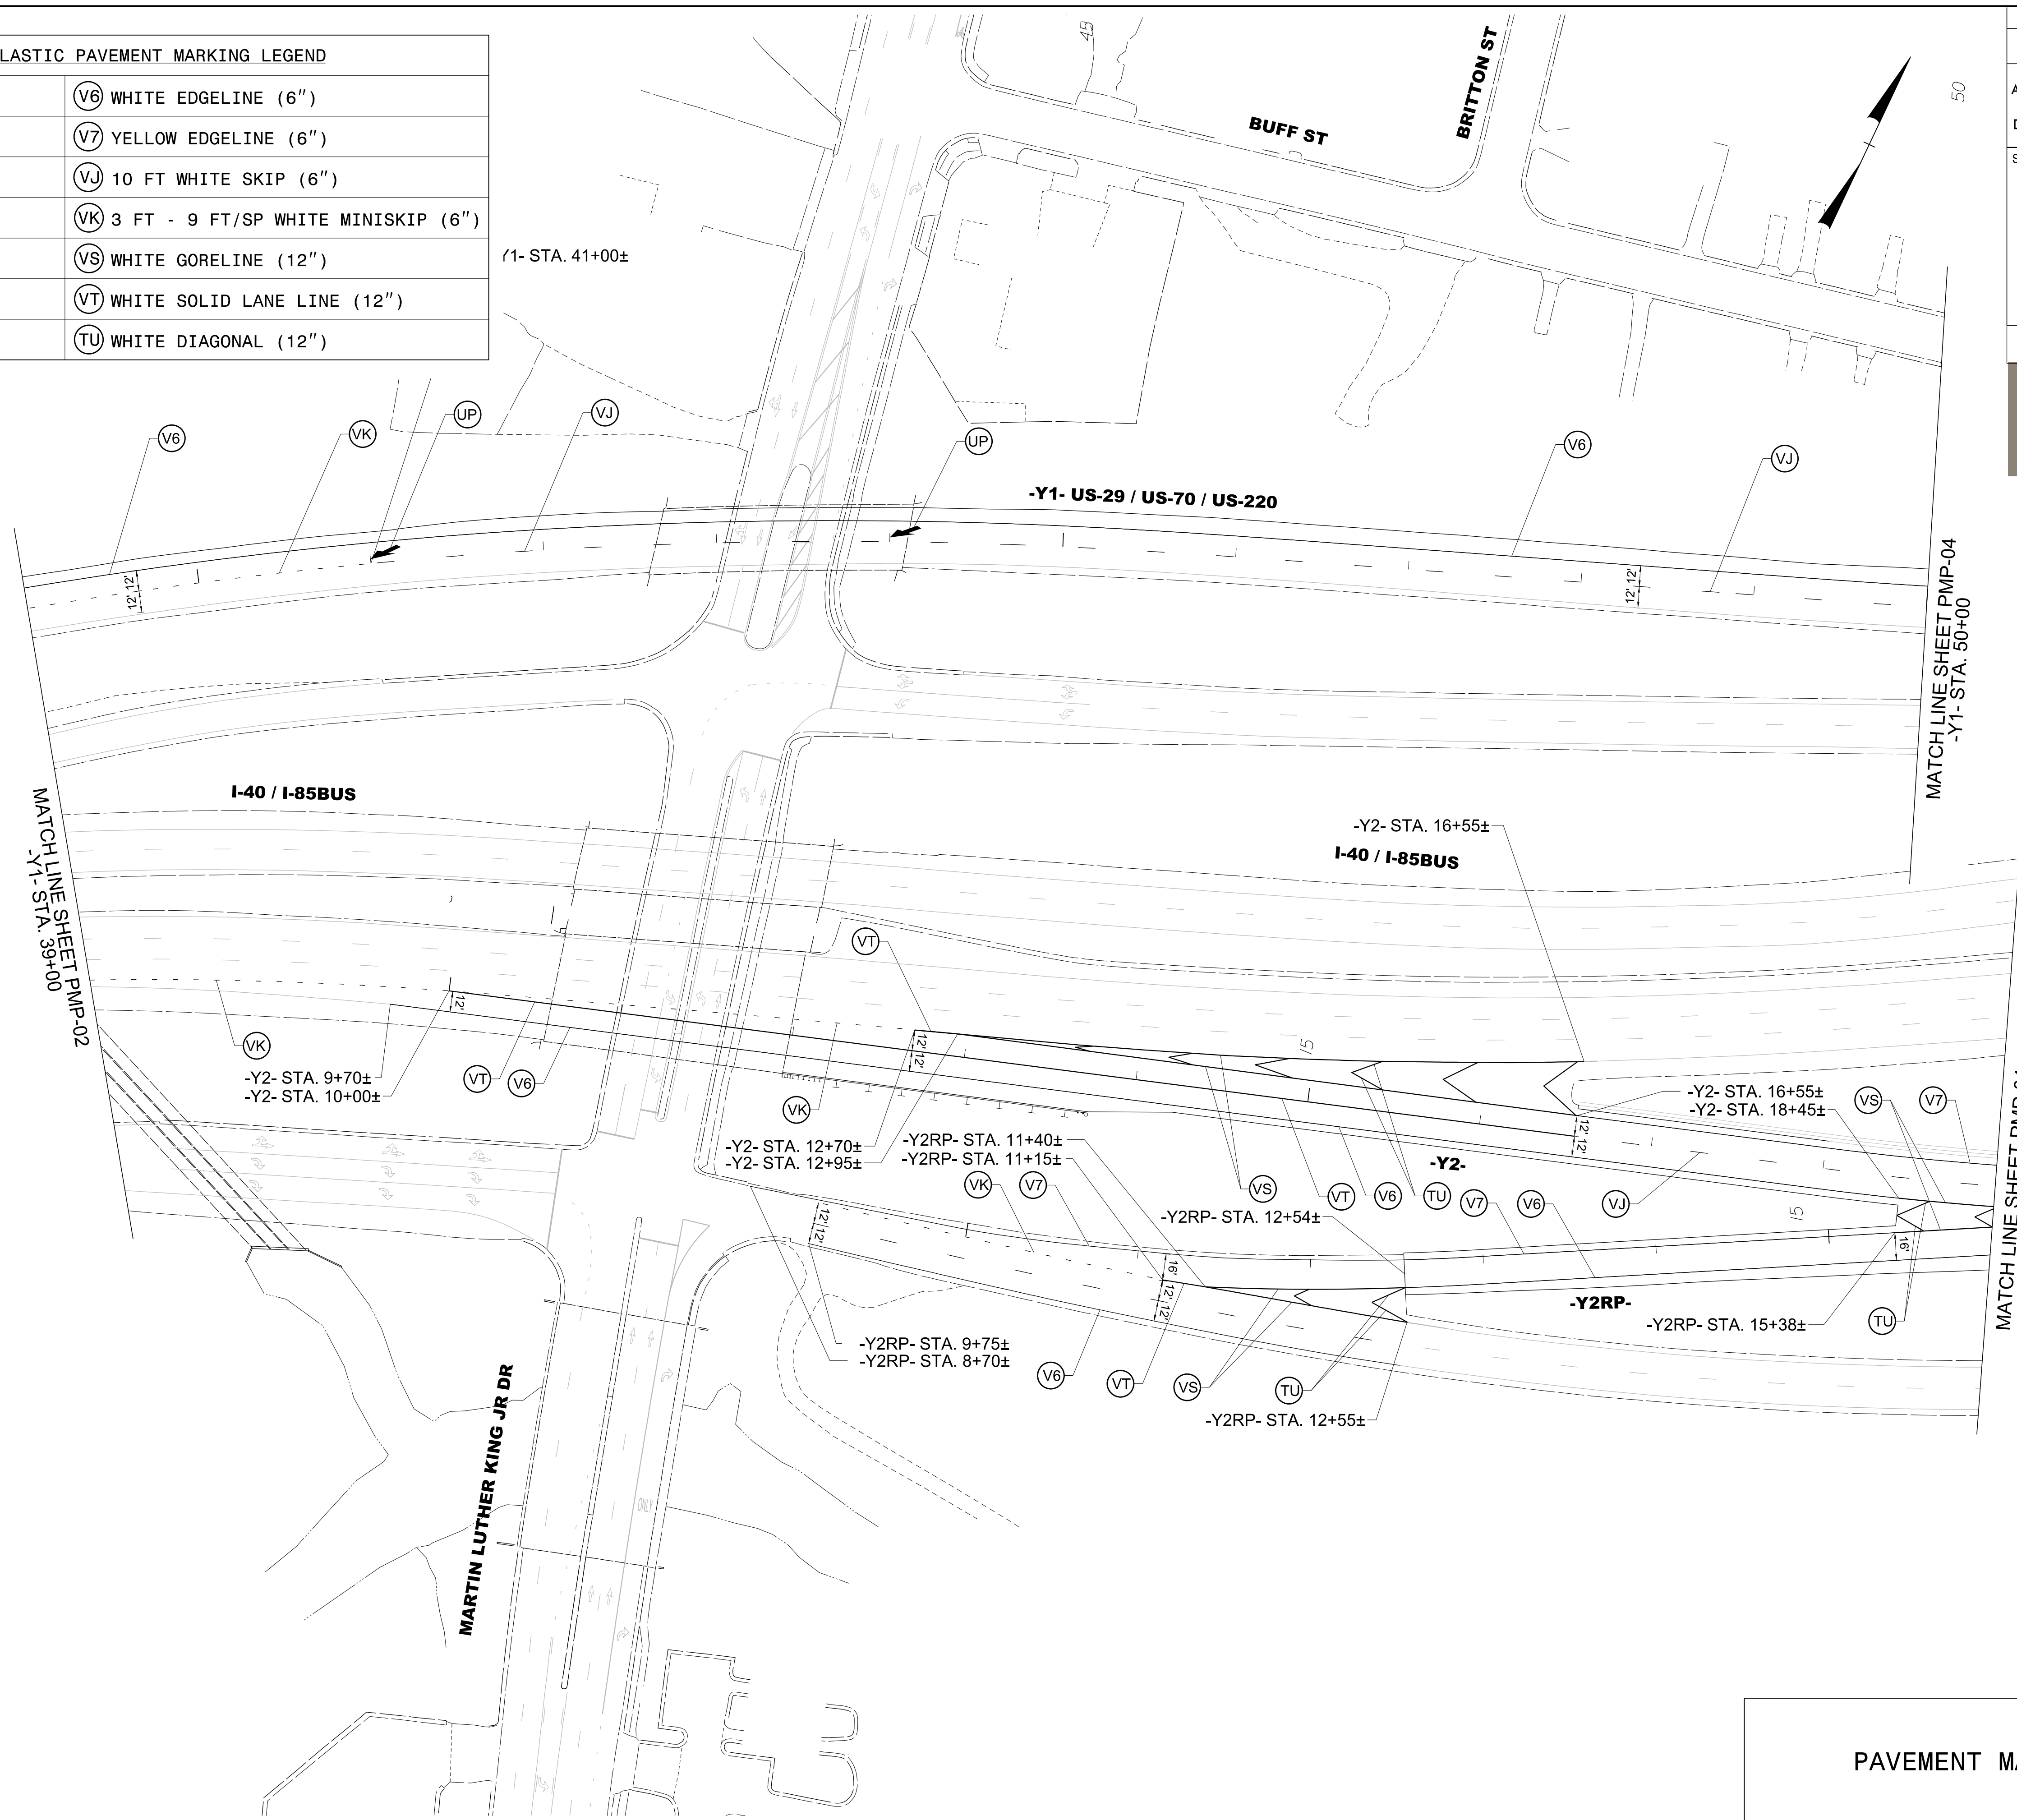 LASTIC PAVEMENT MARKING LEGEND
V6 WHITE EDGELINE (6")
V7 YELLOW EDGELINE (6")
VJ 10 FT WHITE SKIP (6")
VK 3 FT - 9 FT/SP WHITE MINISKIP (6")
VS WHITE GORELINE (12")
VT WHITE SOLID LANE LINE (12")
TU WHITE DIAGONAL (12")
45
BUFF ST
BRITTON ST
50
A
D
S
Y1- STA. 41+00±
V6
VK
UP
VJ
UP
V6
VJ
-Y1- US-29 / US-70 / US-220
12' 12'
12' 12'
MATCH LINE SHEET PMP-04
-Y1- STA. 50+00
I-40 / I-85BUS
MATCH LINE SHEET PMP-02
-Y1- STA. 39+00
-Y2- STA. 16+55±
I-40 / I-85BUS
VT
15
12'
12' 12'
VK
-Y2- STA. 9+70±
-Y2- STA. 10+00±
VT
V6
VK
-Y2- STA. 12+70±
-Y2- STA. 12+95±
-Y2RP- STA. 11+40±
-Y2RP- STA. 11+15±
VK
V7
VS
VT
V6
TU
-Y2-
V7
V6
VJ
12' 12'
-Y2- STA. 16+55±
-Y2- STA. 18+45±
VS
V7
-Y2RP- STA. 12+54±
15
12' 12'
16'
12' 12'
16'
-Y2RP-
-Y2RP- STA. 15+38±
TU
MATCH LINE SHEET
-Y2RP- STA. 9+75±
-Y2RP- STA. 8+70±
V6
VT
VS
TU
-Y2RP- STA. 12+55±
MARTIN LUTHER KING JR DR
ONLY
PAVEMENT MA